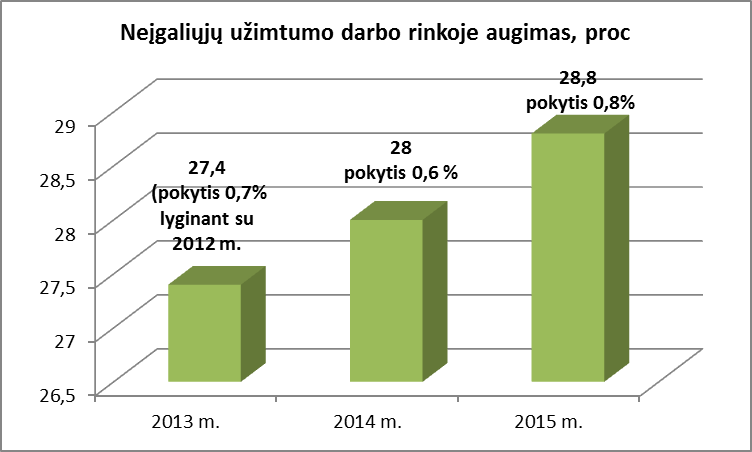 Neįgaliųjų užimtumo darbo rinkoje augimas, proc
28,8
pokytis 0,8%
28
pokytis 0,6 %
27,4
(pokytis 0,7%
lyginant su
2012 m.
29
28,5
28
27,5
27
26,5
2013 m.
2014 m.
2015 m.